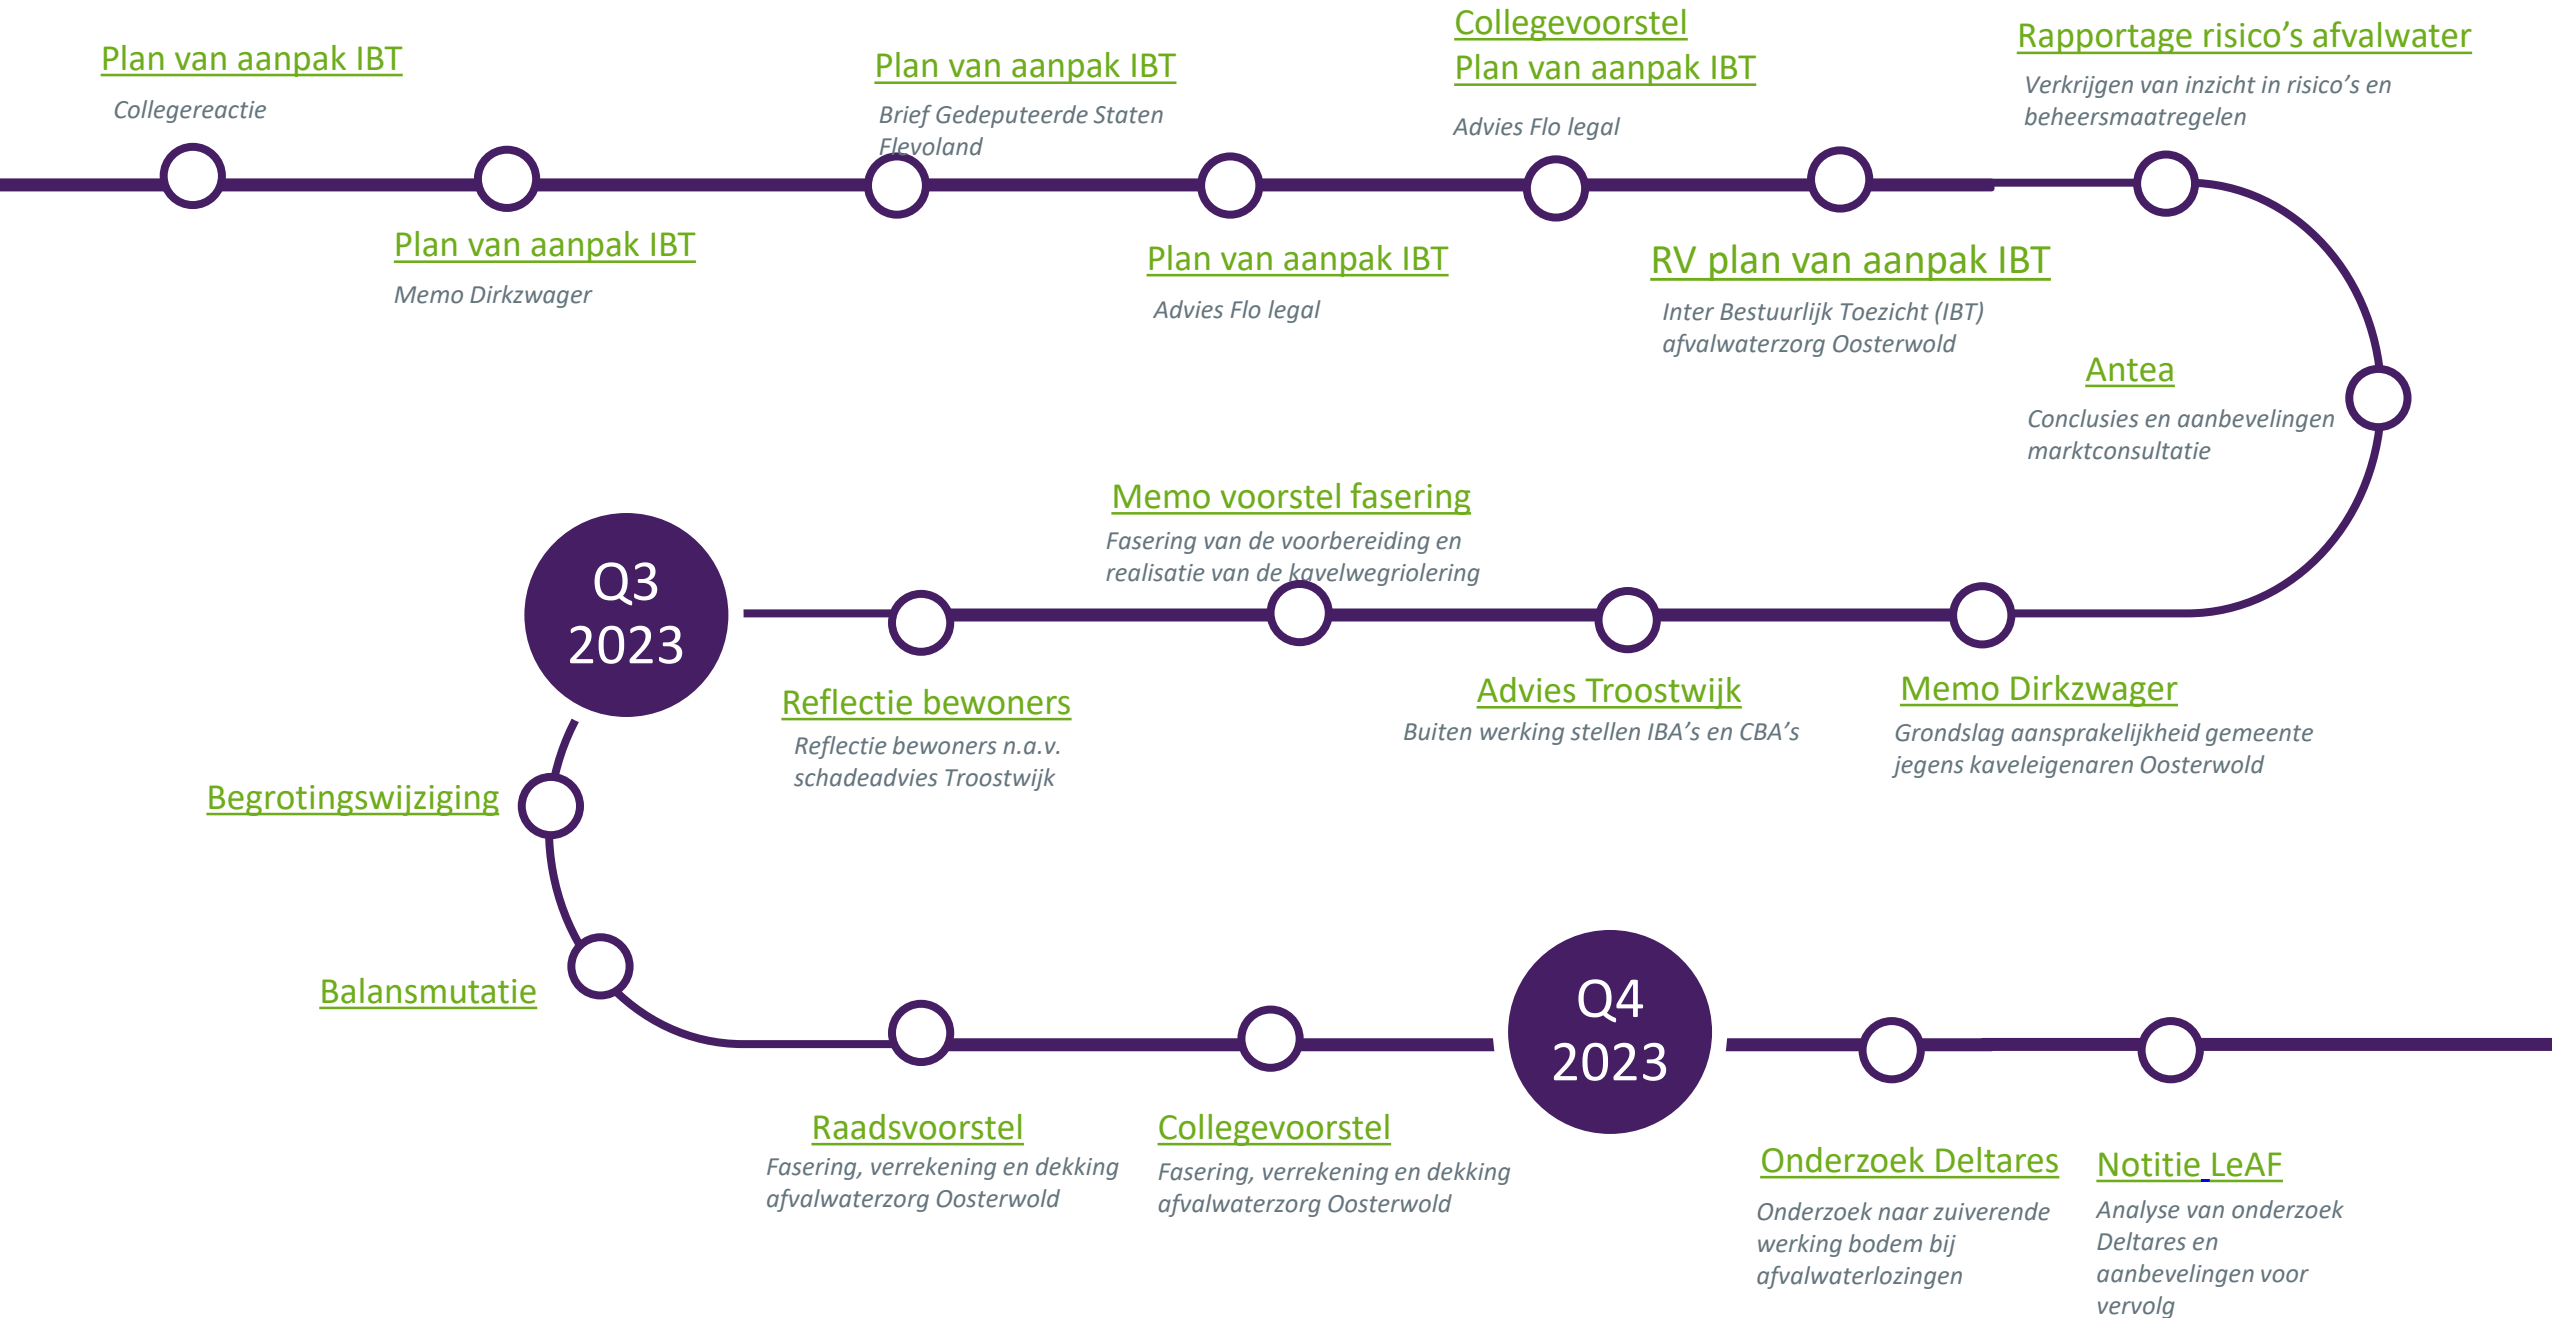 Plan van aanpak IBT
Collegereactie
Plan van aanpak IBT
Memo Dirkzwager
Plan van aanpak IBT
Brief Gedeputeerde Staten
Flevoland
Plan van aanpak IBT
Advies Flo legal
Collegevoorstel
Plan van aanpak IBT
Advies Flo legal
RV plan van aanpak IBT
Inter Bestuurlijk Toezicht (IBT)
afvalwaterzorg Oosterwold
Rapportage risico’s afvalwater
Verkrijgen van inzicht in risico’s en
beheersmaatregelen
Antea
Conclusies en aanbevelingen
marktconsultatie
Memo Dirkzwager
Grondslag aansprakelijkheid gemeente
jegens kaveleigenaren Oosterwold
Advies Troostwijk
Buiten werking stellen IBA’s en CBA’s
Memo voorstel fasering
Fasering van de voorbereiding en
realisatie van de kavelwegriolering
Reflectie bewoners
Reflectie bewoners n.a.v.
schadeadvies Troostwijk
Q3
2023
Begrotingswijziging
Balansmutatie
Raadsvoorstel
Fasering, verrekening en dekking
afvalwaterzorg Oosterwold
Collegevoorstel
Fasering, verrekening en dekking
afvalwaterzorg Oosterwold
Q4
2023
Onderzoek Deltares
Onderzoek naar zuiverende
werking bodem bij
afvalwaterlozingen
Notitie LeAF
Analyse van onderzoek
Deltares en
aanbevelingen voor
vervolg